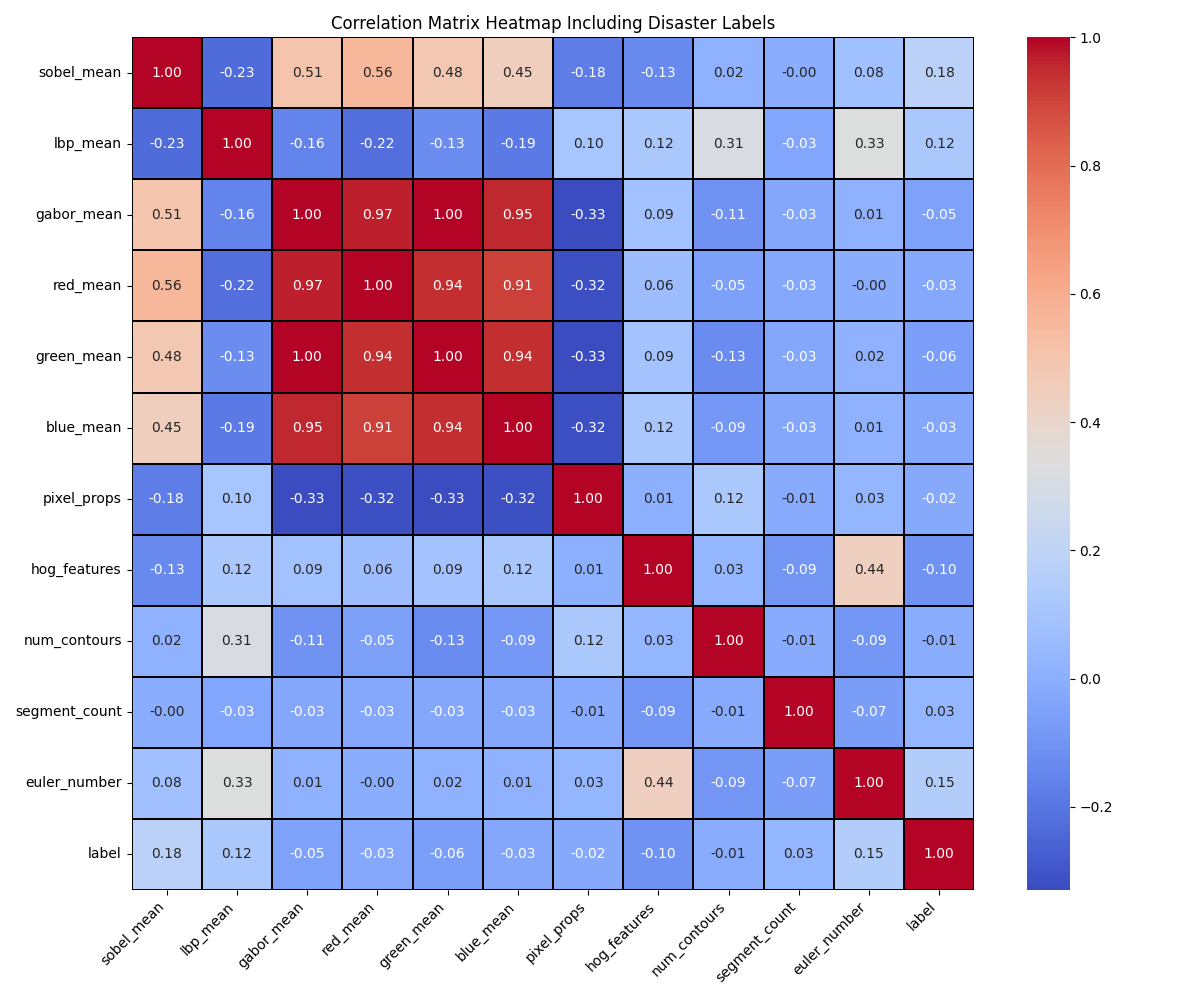 Correlation Matrix Heatmap Including Disaster Labels
sobel_mean 1.00 -0.23 0.51 0.56 0.48 0.45 -0.18 -0.13 0.02 -0.00 0.08 0.18
lbp_mean -0.23 1.00 -0.16 -0.22 -0.13 -0.19 0.10 0.12 0.31 -0.03 0.33 0.12
gabor_mean 0.51 -0.16 1.00 0.97 1.00 0.95 -0.33 0.09 -0.11 -0.03 0.01 -0.05
red_mean 0.56 -0.22 0.97 1.00 0.94 0.91 -0.32 0.06 -0.05 -0.03 -0.00 -0.03
green_mean 0.48 -0.13 1.00 0.94 1.00 0.94 -0.33 0.09 -0.13 -0.03 0.02 -0.06
blue_mean 0.45 -0.19 0.95 0.91 0.94 1.00 -0.32 0.12 -0.09 -0.03 0.01 -0.03
pixel_props -0.18 0.10 -0.33 -0.32 -0.33 -0.32 1.00 0.01 0.12 -0.01 0.03 -0.02
hog_features -0.13 0.12 0.09 0.06 0.09 0.12 0.01 1.00 0.03 -0.09 0.44 -0.10
num_contours 0.02 0.31 -0.11 -0.05 -0.13 -0.09 0.12 0.03 1.00 -0.01 -0.09 -0.01
segment_count -0.00 -0.03 -0.03 -0.03 -0.03 -0.03 -0.01 -0.09 -0.01 1.00 -0.07 0.03
euler_number 0.08 0.33 0.01 -0.00 0.02 0.01 0.03 0.44 -0.09 -0.07 1.00 0.15
label 0.18 0.12 -0.05 -0.03 -0.06 -0.03 -0.02 -0.10 -0.01 0.03 0.15 1.00
sobel_mean lbp_mean gabor_mean red_mean green_mean blue_mean pixel_props hog_features num_contours segment_count euler_number label
1.0
0.8
0.6
0.4
0.2
0.0
−0.2